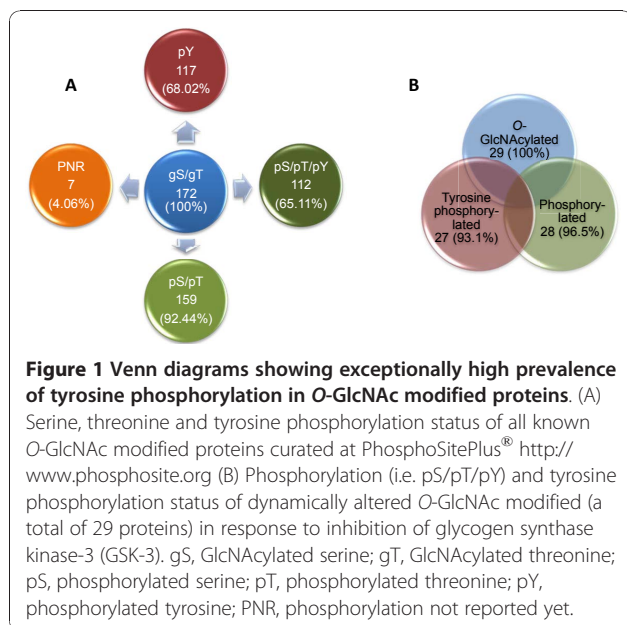 A
pY
117
(68.02%
PNR
7
(4.06%)
gS/gT
172
(100%)
pS/pT/pY
112
(65.11%)
pS/pT
159
(92.44%)
B
O-
GlcNAcylated
29 (100%)
Tyrosine
phosphory-
lated
27 (93.1%)
Phosphory-
lated
28 (96.5%)
Figure 1 Venn diagrams showing exceptionally high prevalence
of tyrosine phosphorylation in O-GlcNAc modified proteins. (A)
Serine, threonine and tyrosine phosphorylation status of all known
O-GlcNAc modified proteins curated at PhosphoSitePlus® http://
www.phosphosite.org (B) Phosphorylation (i.e. pS/pT/pY) and tyrosine
phosphorylation status of dynamically altered O-GlcNAc modified (a
total of 29 proteins) in response to inhibition of glycogen synthase
kinase-3 (GSK-3). gS, GlcNAcylated serine; gT, GlcNAcylated threonine;
pS, phosphorylated serine; pT, phosphorylated threonine; pY,
phosphorylated tyrosine; PNR, phosphorylation not reported yet.